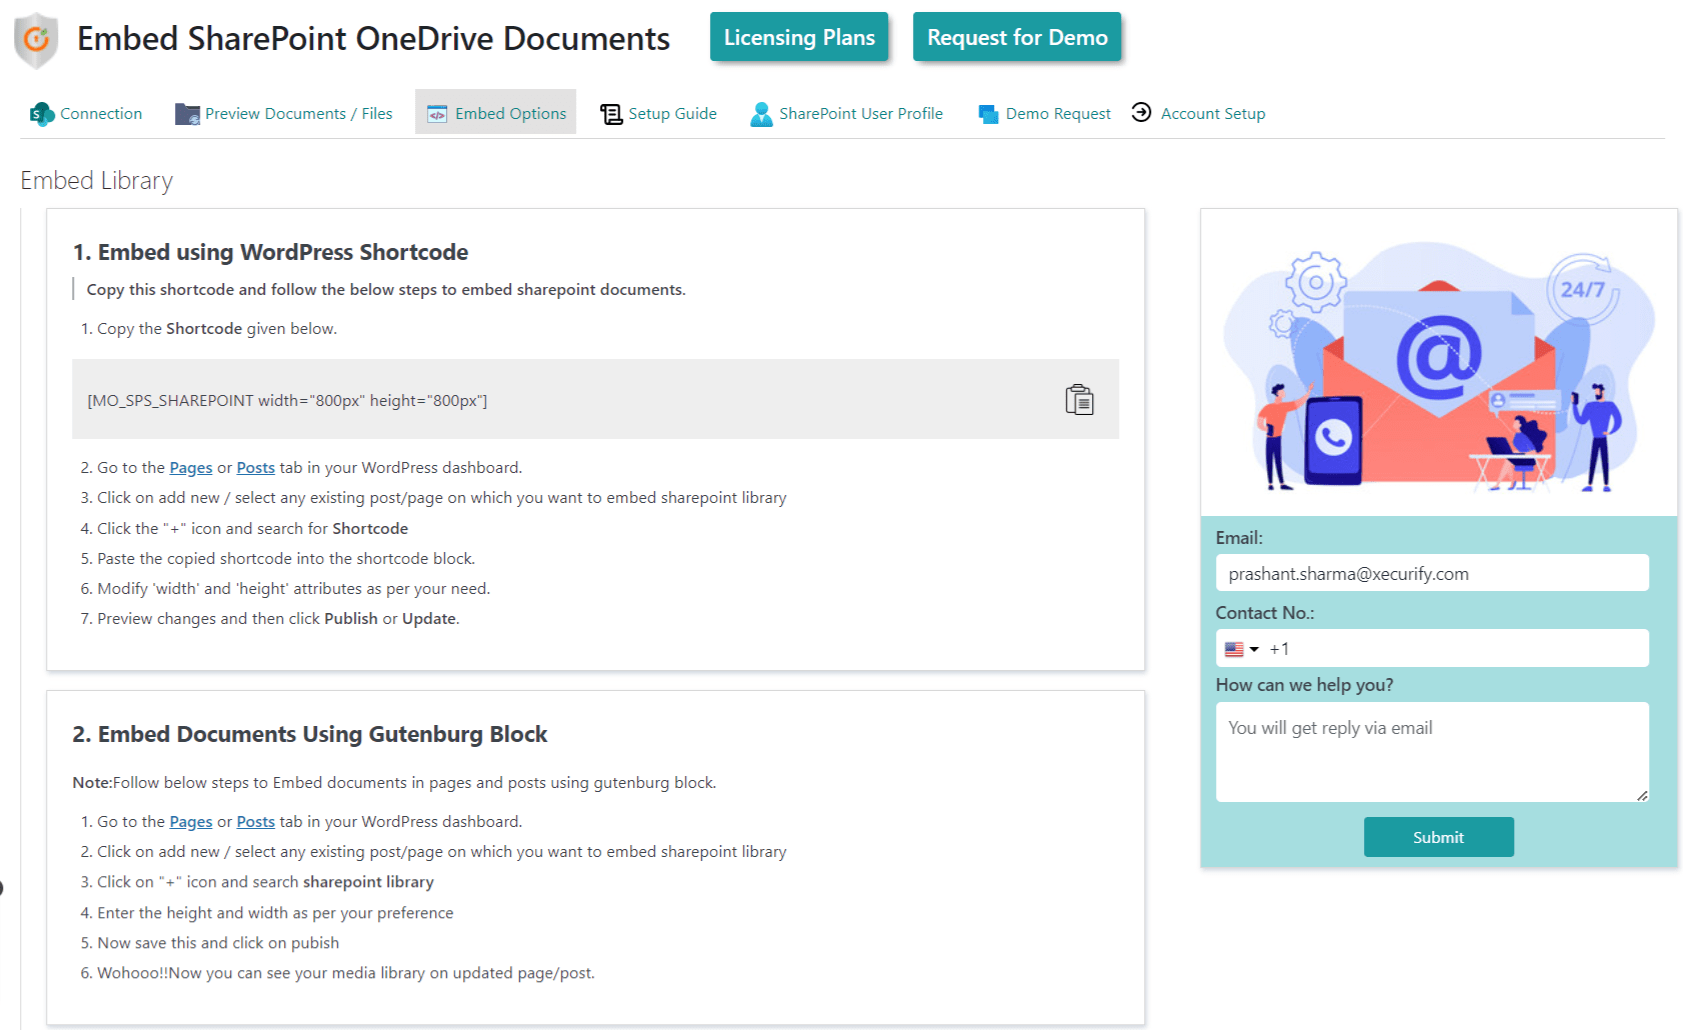 Embed SharePoint OneDrive Documents
Licensing Plans
Request for Demo
Connection
Preview Documents / Files
Embed Options
Setup Guide
SharePoint User Profile
Demo Request
Account Setup
Embed Library
1. Embed using WordPress Shortcode
Copy this shortcode and follow the below steps to embed sharepoint documents.
1. Copy the Shortcode given below.
[MO_SPS_SHAREPOINT width="800px" height="800px"]
2. Go to the Pages or Posts tab in your WordPress dashboard.
3. Click on add new / select any existing post/page on which you want to embed sharepoint library
4. Click the "+" icon and search for Shortcode
5. Paste the copied shortcode into the shortcode block.
6. Modify 'width' and 'height' attributes as per your need.
7. Preview changes and then click Publish or Update.
2. Embed Documents Using Gutenburg Block
Note:Follow below steps to Embed documents in pages and posts using gutenburg block.
1. Go to the Pages or Posts tab in your WordPress dashboard.
2. Click on add new / select any existing post/page on which you want to embed sharepoint library
3. Click on "+" icon and search sharepoint library
4. Enter the height and width as per your preference
5. Now save this and click on pubish
6. Wohooo!!Now you can see your media library on updated page/post.
24/7
@
Email:
prashant.sharma@xecurify.com
Contact No.:
+1
How can we help you?
You will get reply via email
Submit